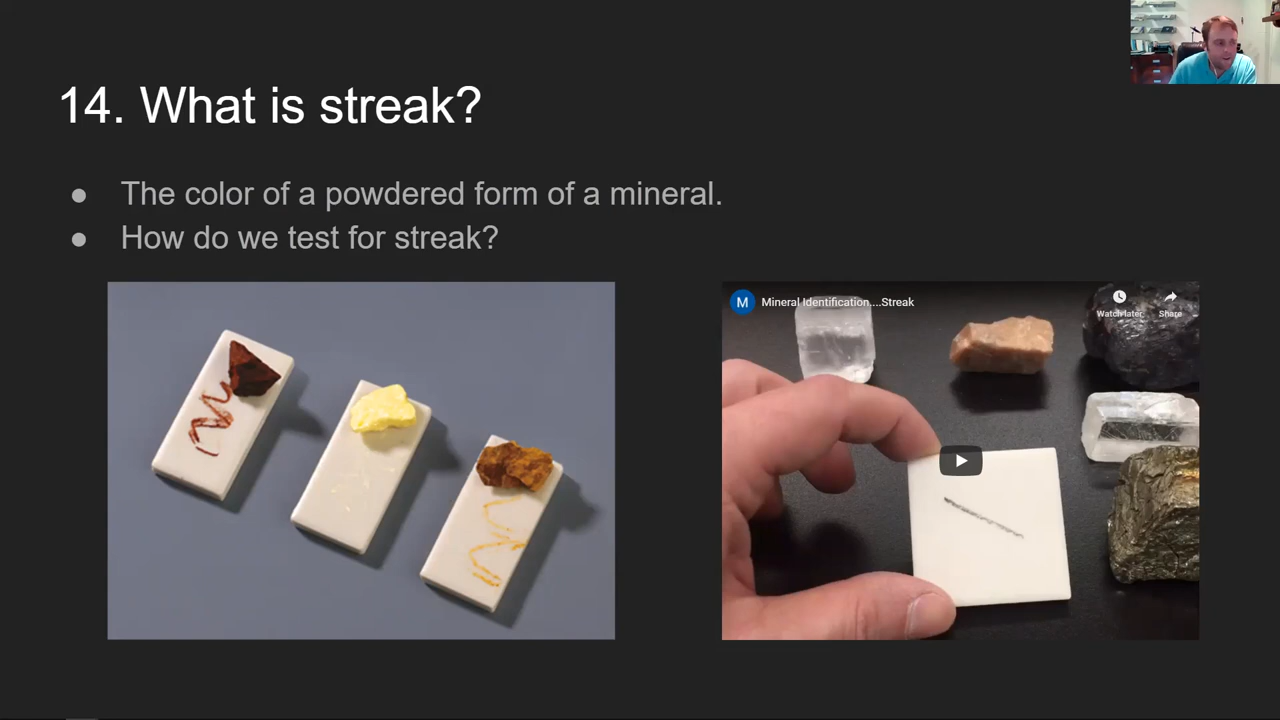 14. What is streak?
● The color of a powdered form of a mineral.
● How do we test for streak?
M Mineral Identification....Streak
Watch later
Share